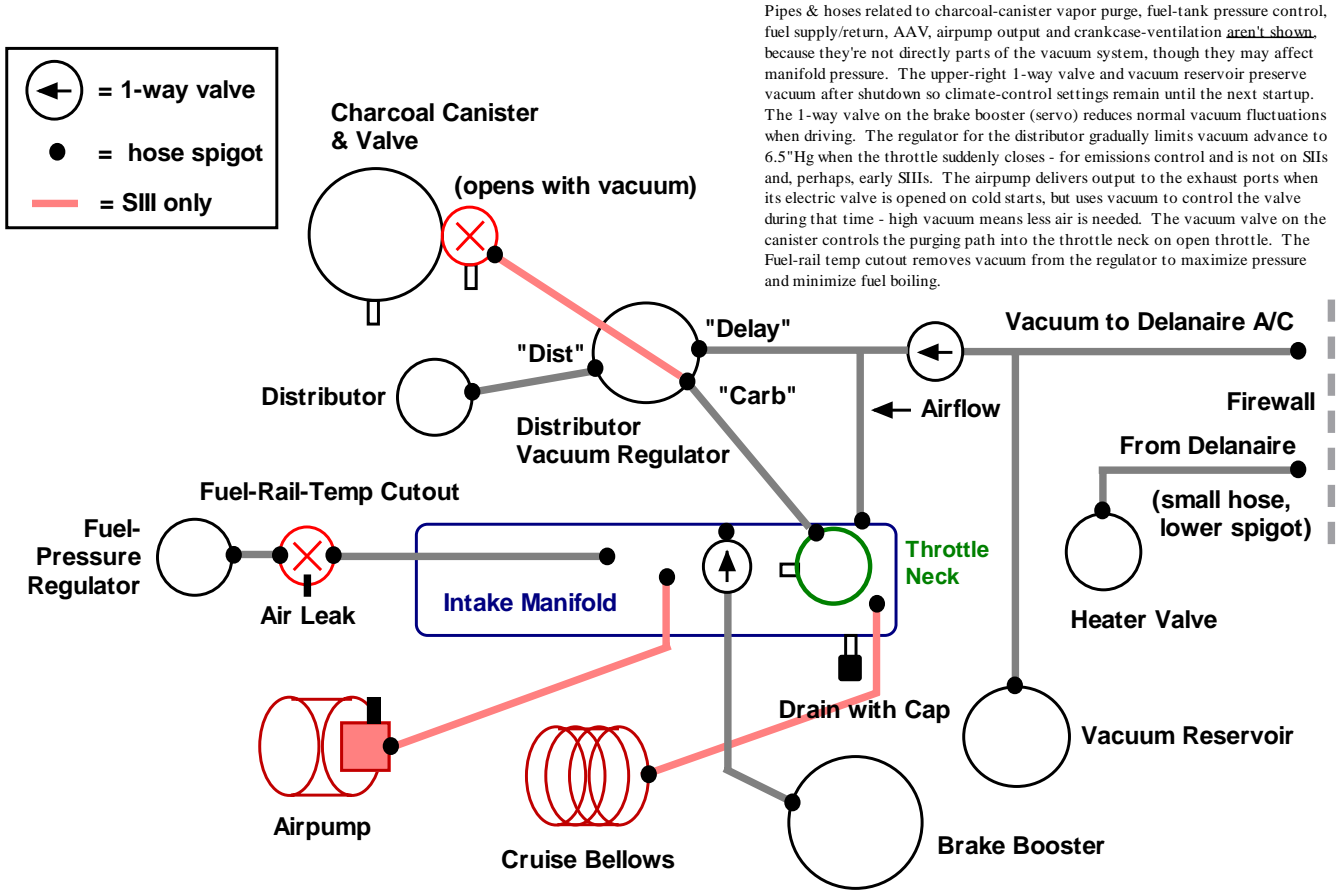 Pipes & hoses related to charcoal-canister vapor purge, fuel-tank pressure control,
fuel supply/return, AAV, airpump output and crankcase-ventilation aren't shown,
because they're not directly parts of the vacuum system, though they may affect
manifold pressure. The upper-right 1-way valve and vacuum reservoir preserve
vacuum after shutdown so climate-control settings remain until the next startup.
The 1-way valve on the brake booster (servo) reduces normal vacuum fluctuations
when driving. The regulator for the distributor gradually limits vacuum advance to
6.5"Hg when the throttle suddenly closes - for emissions control and is not on SIIs
and, perhaps, early SIIIs. The airpump delivers output to the exhaust ports when
its electric valve is opened on cold starts, but uses vacuum to control the valve
during that time - high vacuum means less air is needed. The vacuum valve on the
canister controls the purging path into the throttle neck on open throttle. The
Fuel-rail temp cutout removes vacuum from the regulator to maximize pressure
and minimize fuel boiling.
= 1-way valve
= hose spigot
= SIII only
Charcoal Canister
& Valve
(opens with vacuum)
"Delay"
"Dist"
"Carb"
Vacuum to Delanaire A/C
Distributor
Distributor
Vacuum Regulator
Airflow
Firewall
From Delanaire
(small hose,
lower spigot)
Fuel-Rail-Temp Cutout
Fuel-
Pressure
Regulator
Air Leak
Intake Manifold
Throttle
Neck
Heater Valve
Drain with Cap
Vacuum Reservoir
Airpump
Cruise Bellows
Brake Booster